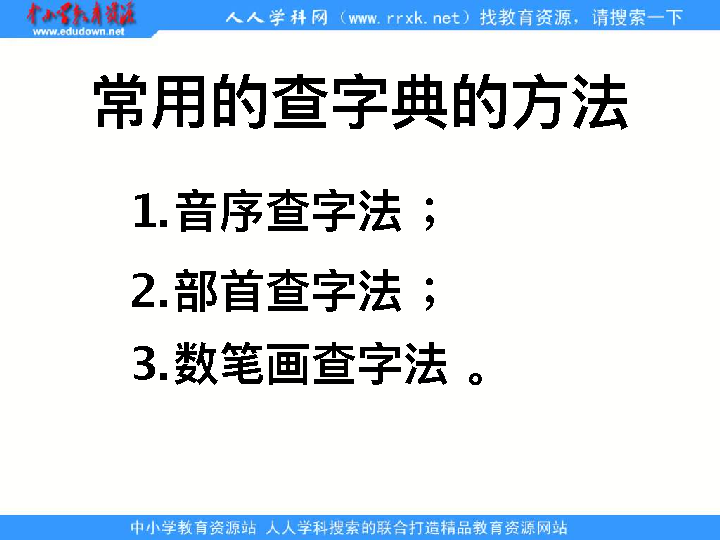 中小学教育资源
www.edudown.net
人人学科网（www.rrxk.net）找教育资源，请搜索一下
常用的查字典的方法
1.音序查字法；
2.部首查字法；
3.数笔画查字法 。
中小学教育资源站 人人学科搜索的联合打造精品教育资源网站